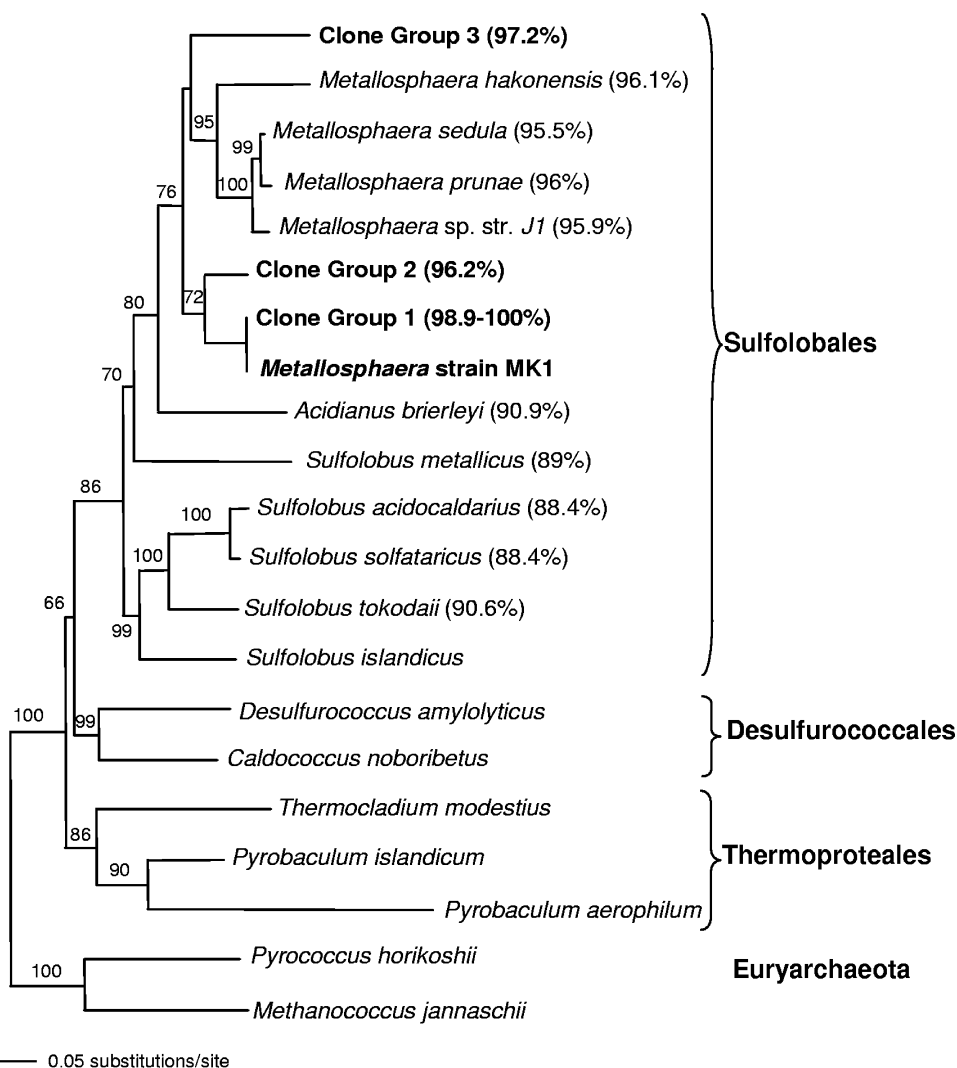 Clone Group 3 (97.2%)
Metallosphaera hakonensis (96.1%)
95
Metallosphaera sedula (95.5%)
99
100
Metallosphaera prunae (96%)
76
Metallosphaera sp. str. J1 (95.9%)
Clone Group 2 (96.2%)
72
80
Clone Group 1 (98.9-100%)
Sulfolobales
Metallosphaera strain MK1
70
Acidianus brierleyi (90.9%)
Sulfolobus metallicus (89%)
86
Sulfolobus acidocaldarius (88.4%)
100
Sulfolobus solfataricus (88.4%)
100
66
Sulfolobus tokodaii (90.6%)
99
Sulfolobus islandicus
100
99
Desulfurococcus amylolyticus
Desulfurococcales
Caldococcus noboribetus
Thermocladium modestius
86
Pyrobaculum islandicum
Thermoproteales
90
Pyrobaculum aerophilum
Pyrococcus horikoshii
Euryarchaeota
100
Methanococcus jannaschii
0.05 substitutions/site